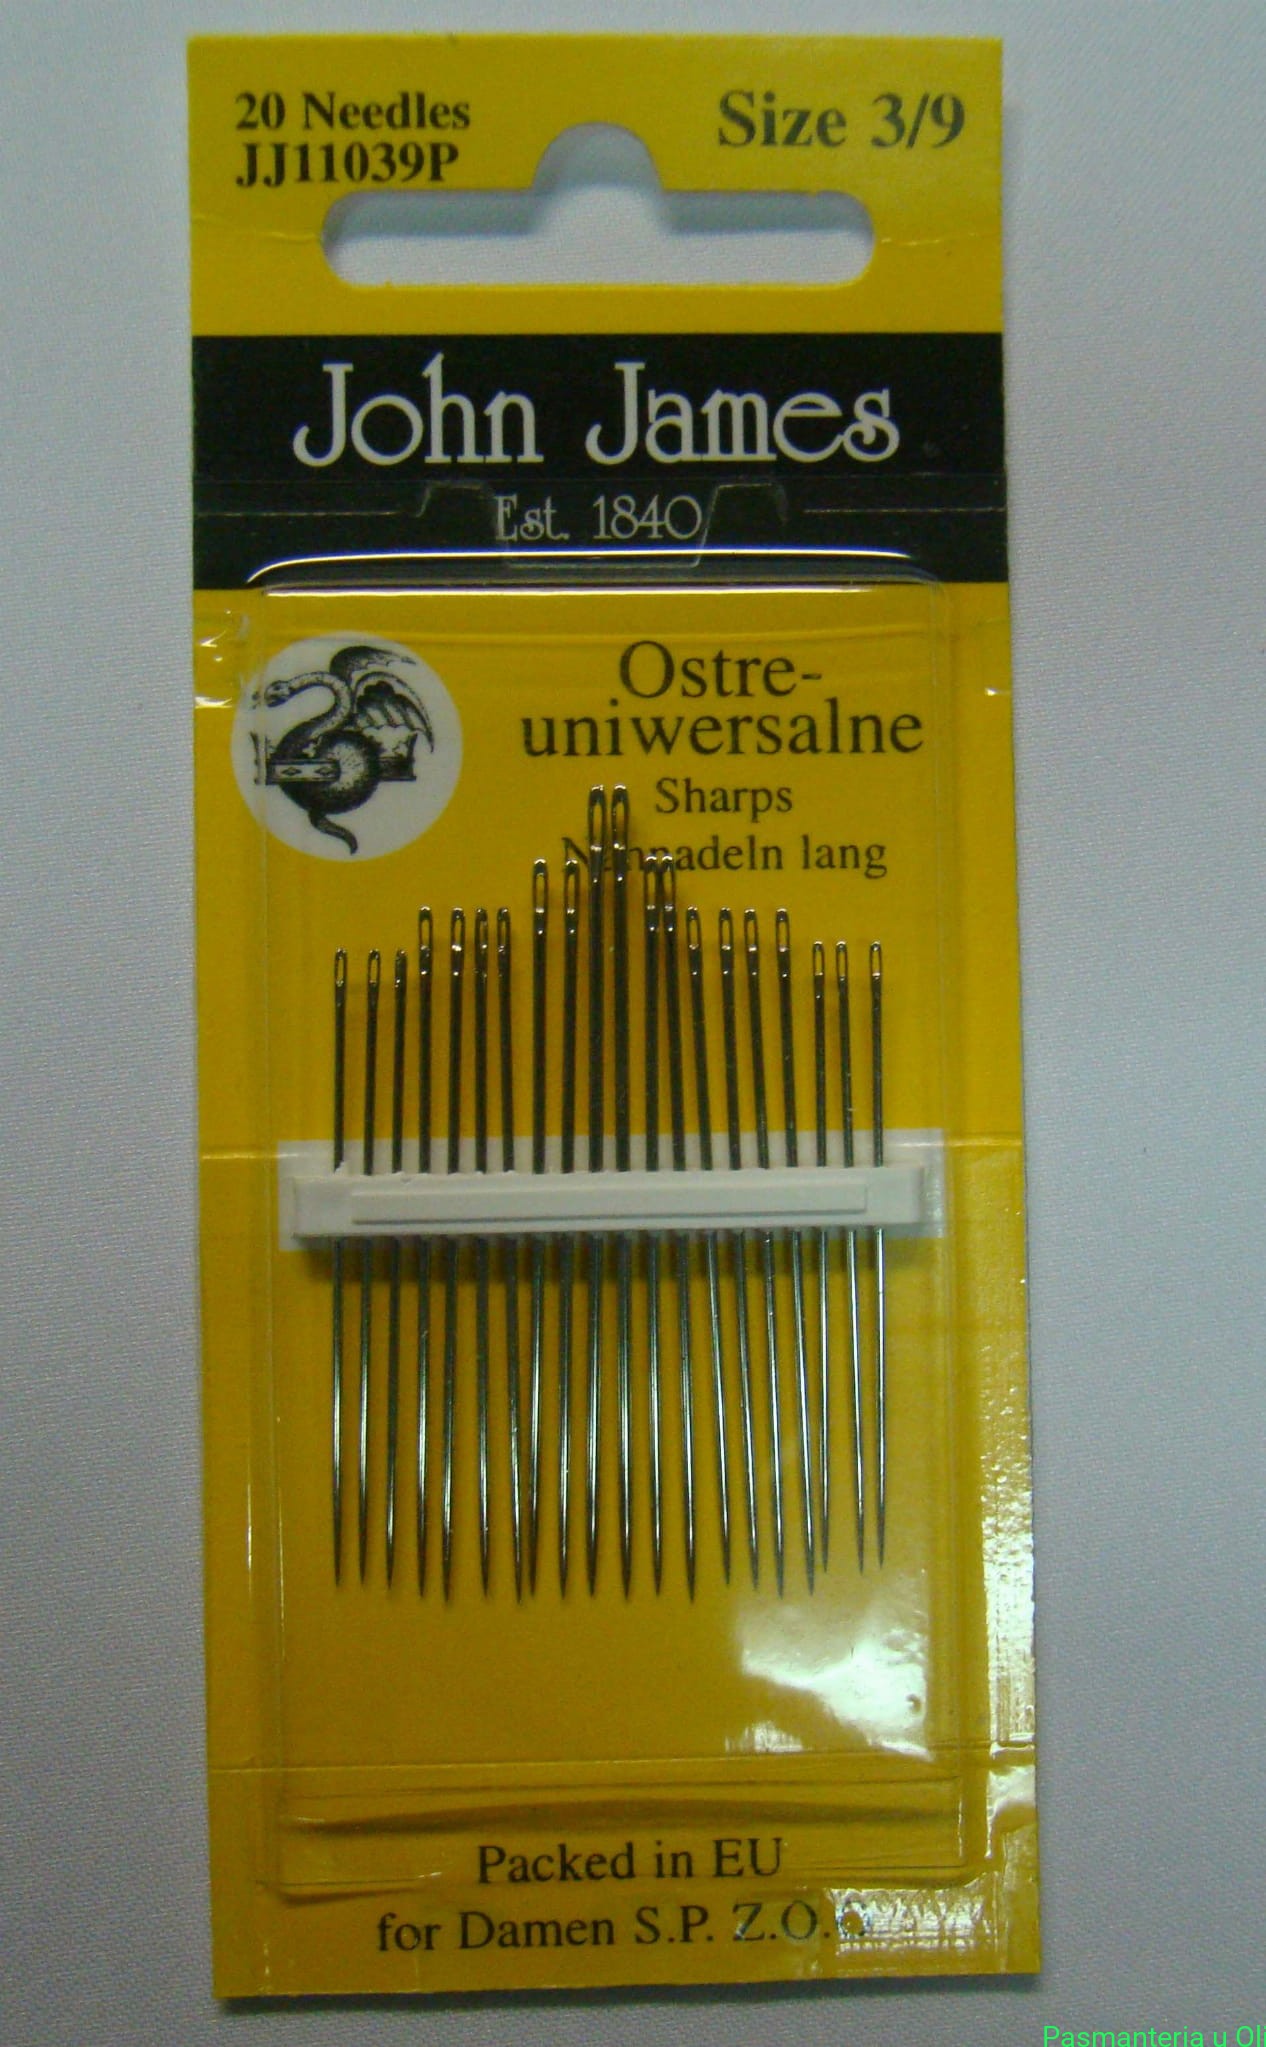 20 Needles
JJ11039P
Size 3/9
John James
Est. 1840
Ostre-
uniwersalne
Sharps
lang
Packed in EU
for Damen S.P. Z.O.
Pasmanteria u Oli